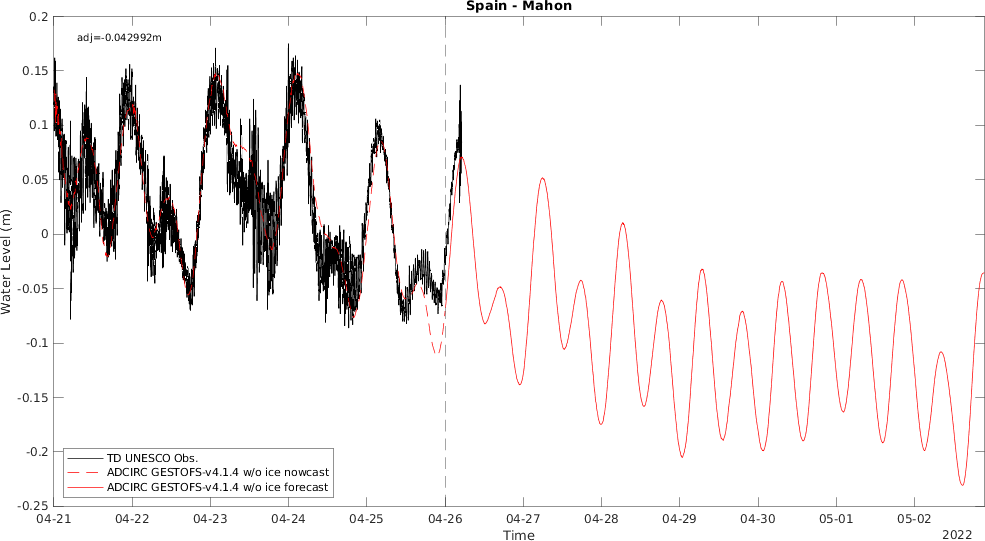 Spain - Mahon
adj=-0.042992m
0.2
0.15
0.1
0.05
0
-0.05
-0.1
-0.15
-0.2
-0.25
Water Level (m)
TD UNESCO Obs.
ADCIRC GESTOFS-v4.1.4 w/o ice nowcast
ADCIRC GESTOFS-v4.1.4 w/o ice forecast
04-21 04-22 04-23 04-24 04-25 04-26 04-27 04-28 04-29 04-30 05-01 05-02
Time
2022